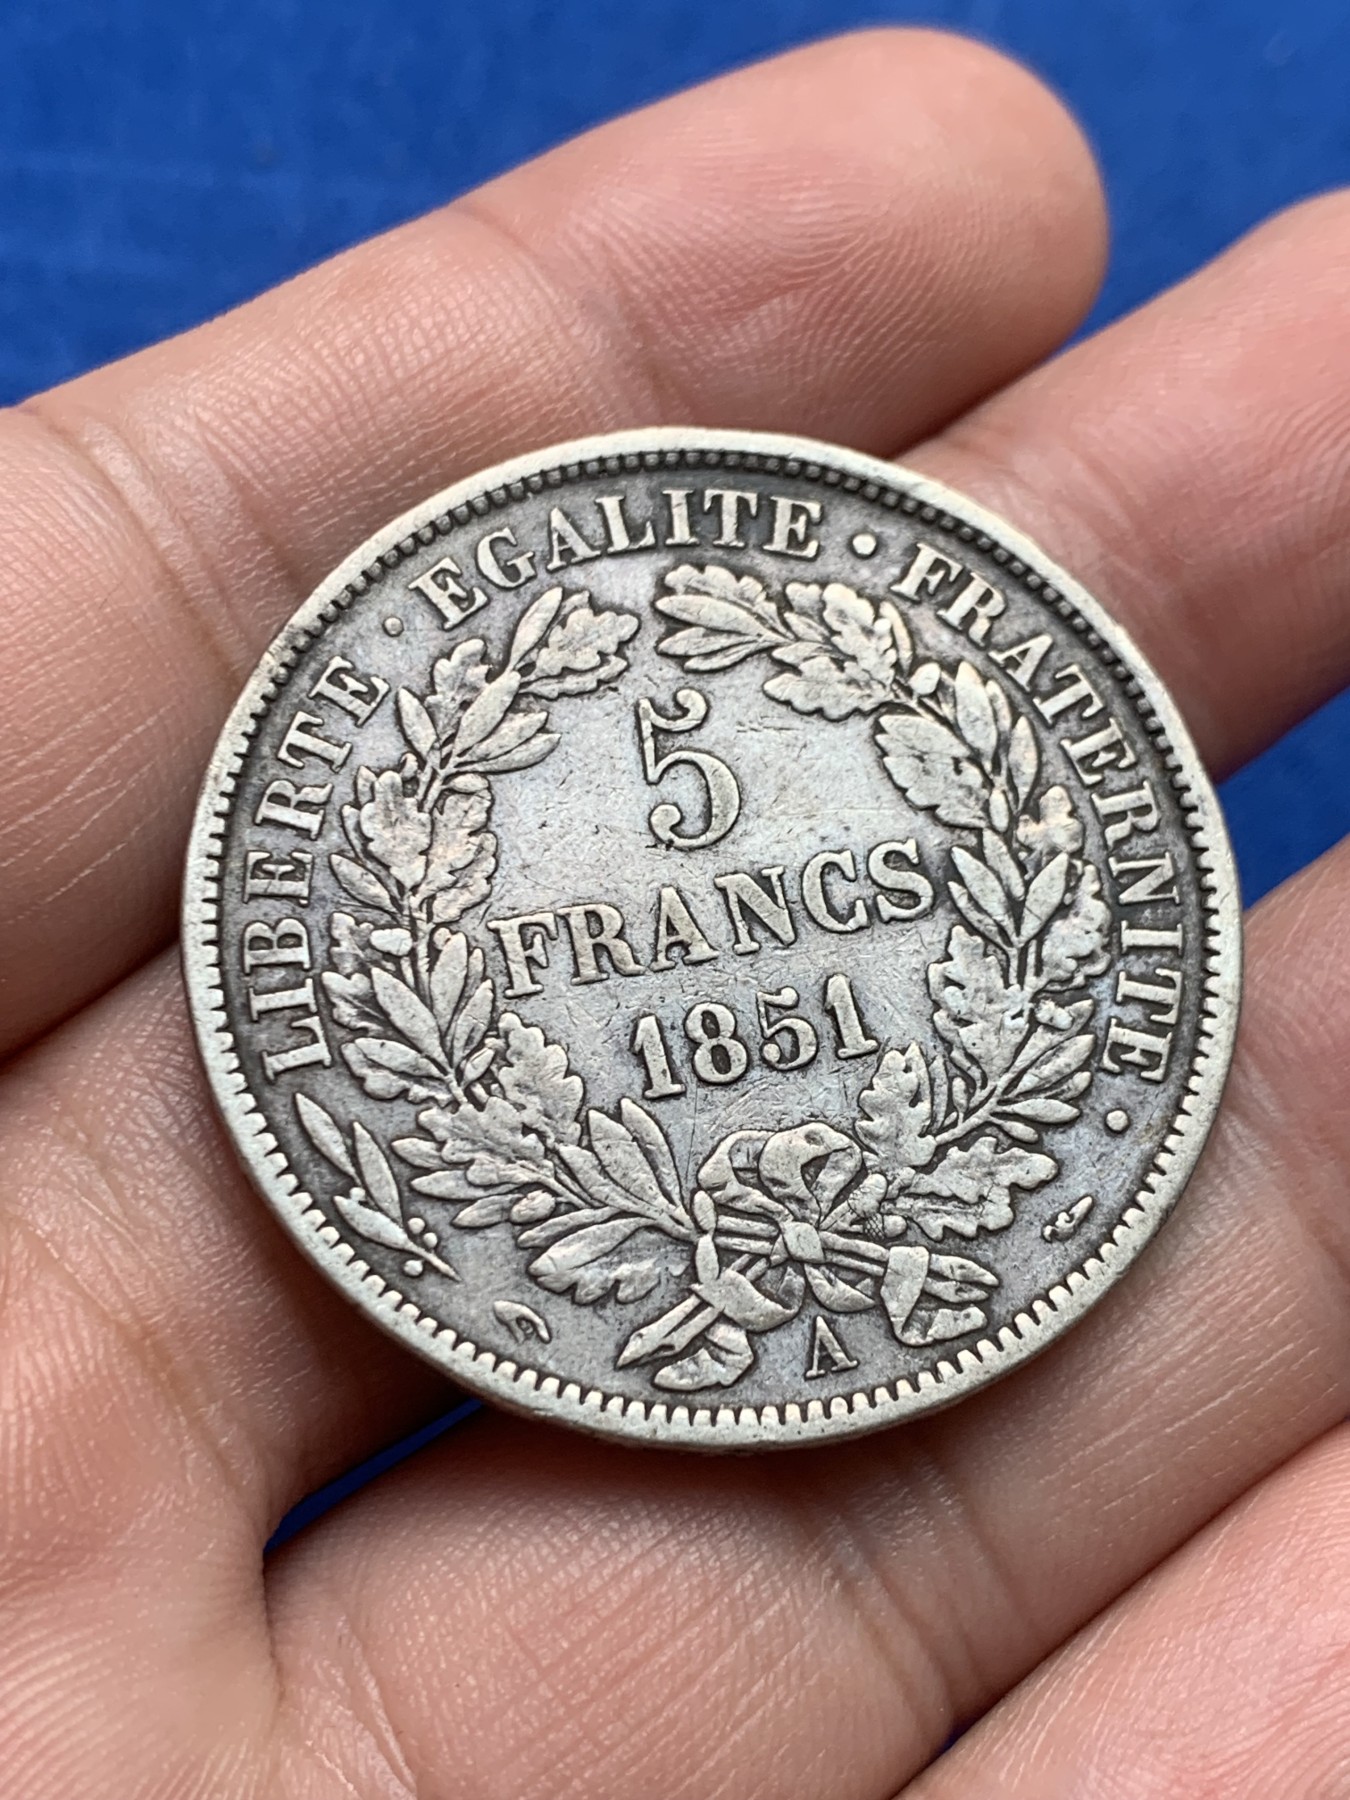 LIBERTE · EGALITE · FRATERNITE ·
5
FRANCS
1851
A